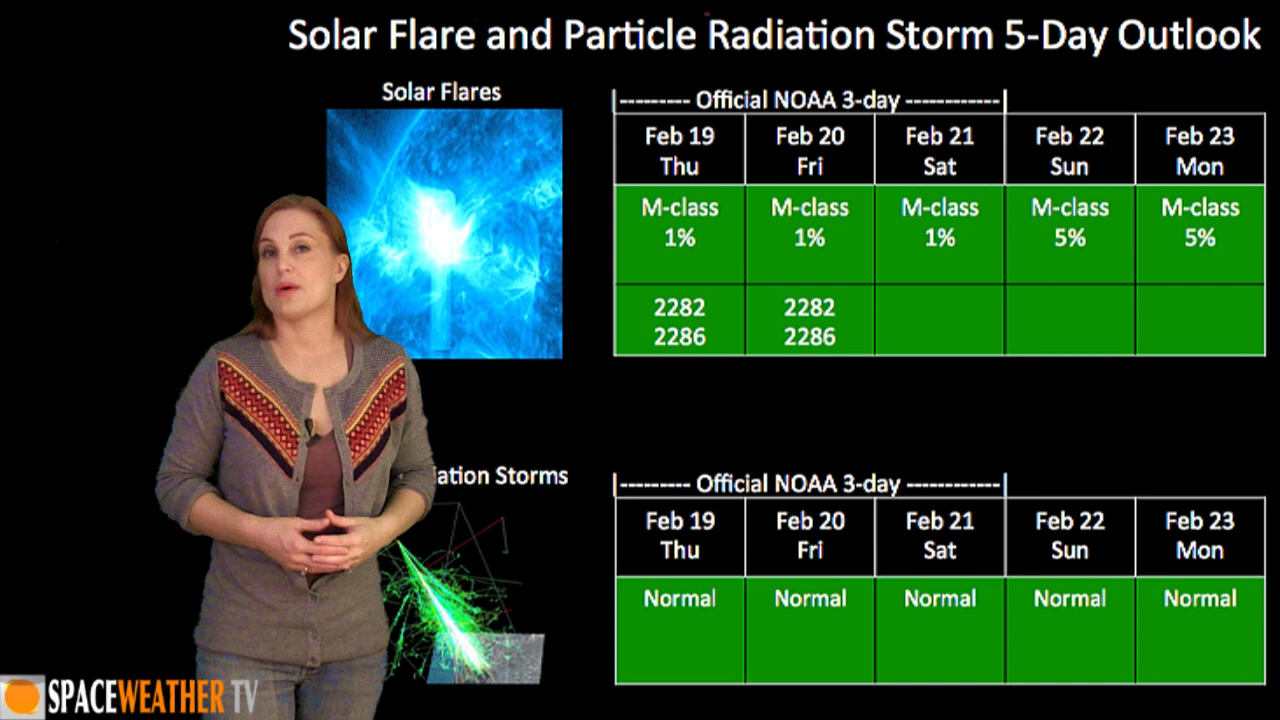 Solar Flare and Particle Radiation Storm 5-Day Outlook
Solar Flares
|--------- Official NOAA 3-day ------------|
Feb 19 Feb 20 Feb 21 Feb 22 Feb 23
Thu Fri Sat Sun Mon
M-class M-class M-class M-class M-class
1% 1% 1% 5% 5%
2282 2282
2286 2286
iation Storms
|--------- Official NOAA 3-day ------------|
Feb 19 Feb 20 Feb 21 Feb 22 Feb 23
Thu Fri Sat Sun Mon
Normal Normal Normal Normal Normal
SPACEWEATHER TV